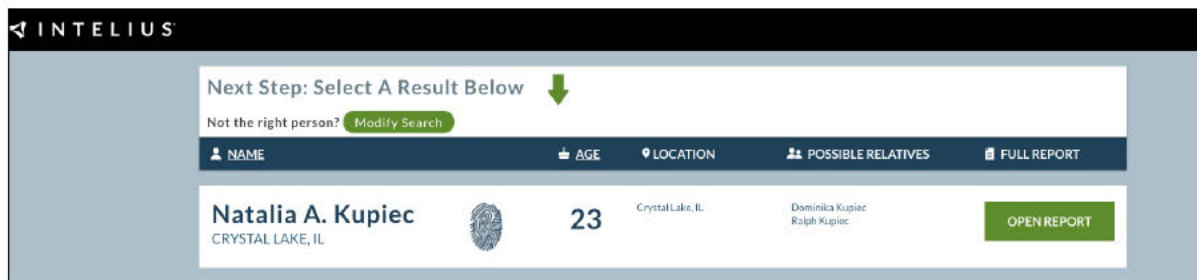 INTELIUS
Next Step: Select A Result Below
Not the right person? Modify Search
NAME AGE LOCATION POSSIBLE RELATIVES FULL REPORT
Natalia A. Kupiec 23 Crystal Lake, IL Dominika Kupiec OPEN REPORT
CRYSTAL LAKE, IL Ralph Kupiec